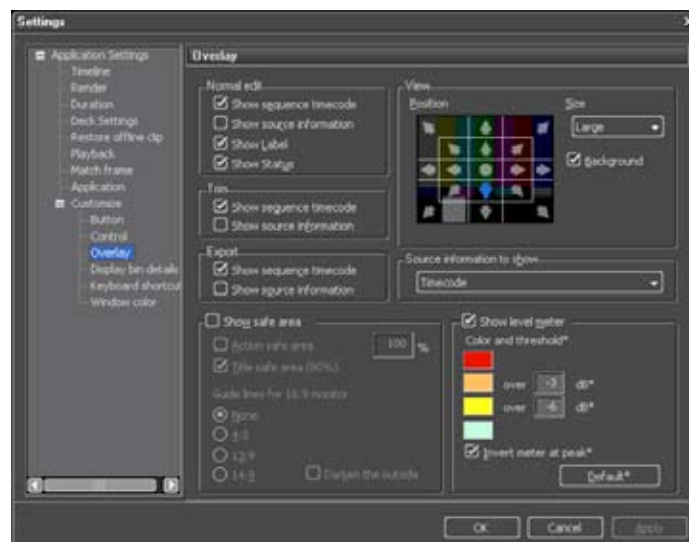 Settings
Application Settings
Timeline
Render
Duration
Deck Settings
Restore offline clip
Playback
Match frame
Application
Customize
Button
Control
Overlay
Display bin details
Keyboard shortcut
Window color
Overlay
Normal edit
Show sequence timecode
Show source information
Show Label
Show Status
Trim
Show sequence timecode
Show source information
Export
Show sequence timecode
Show source information
View
Position
Size
Large
Background
Source information to show
Timecode
Show safe area
Action safe area
100 %
Title safe area (80%)
Guide lines for 16:9 monitor
None
4:3
13:9
14:9
Darken the outside
Show level meter
Color and threshold*
over -3 dB*
over -6 dB*
Invert meter at peak*
Default*
OK
Cancel
Apply